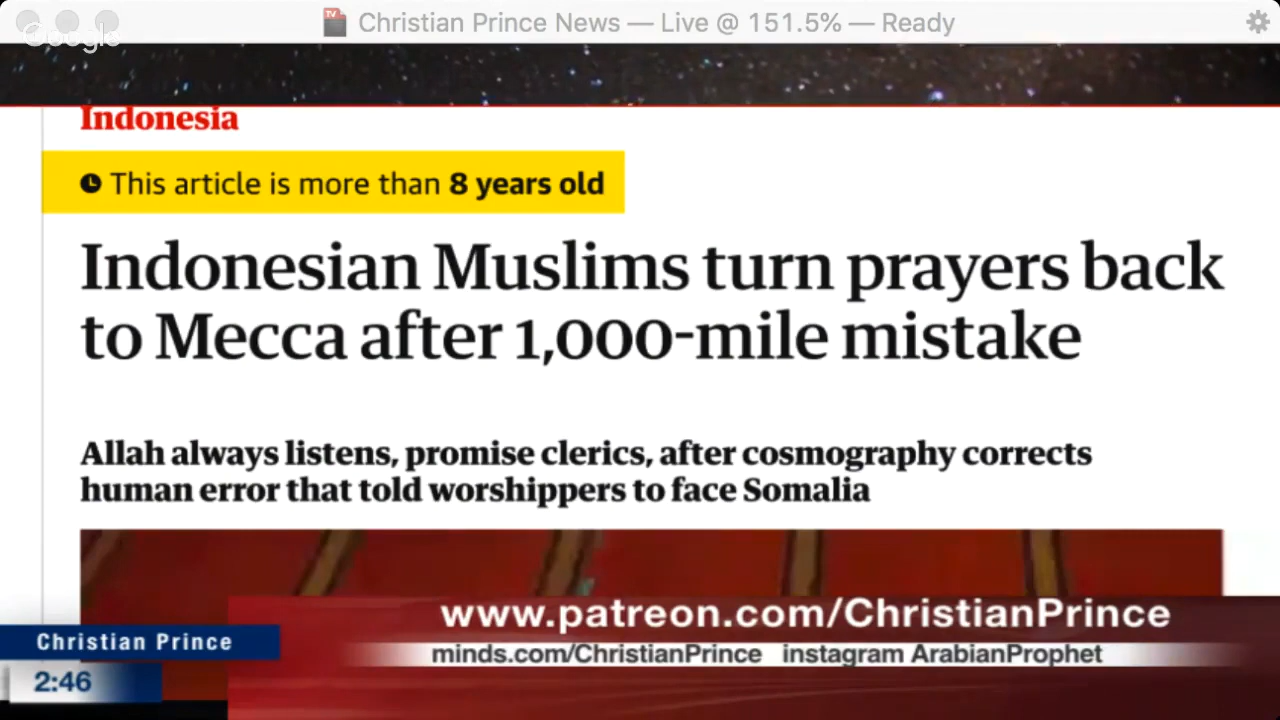 Christian Prince News — Live @ 151.5% — Ready
Google
Indonesia
This article is more than 8 years old
Indonesian Muslims turn prayers back
to Mecca after 1,000-mile mistake
Allah always listens, promise clerics, after cosmography corrects
human error that told worshippers to face Somalia
www.patreon.com/ChristianPrince
Christian Prince
minds.com/ChristianPrince instagram ArabianProphet
2:46